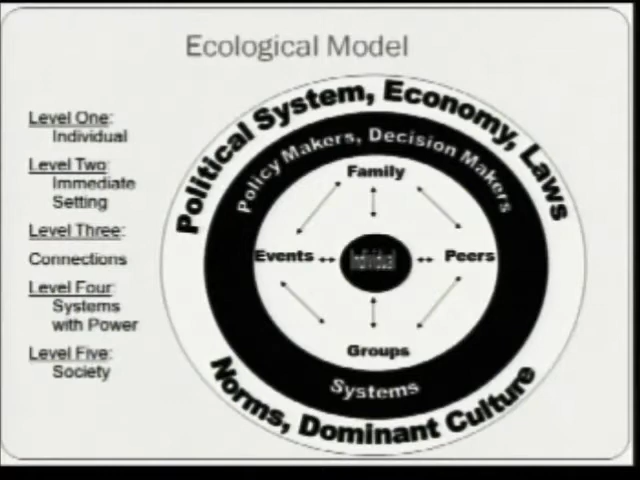 Ecological Model
Level One:
Individual
Level Two:
Immediate
Setting
Level Three:
Connections
Level Four:
Systems
with Power
Level Five:
Society
Political System, Economy, Laws
Policy Makers, Decision Makers
Family
Events
Peers
Groups
Systems
Norms, Dominant Culture